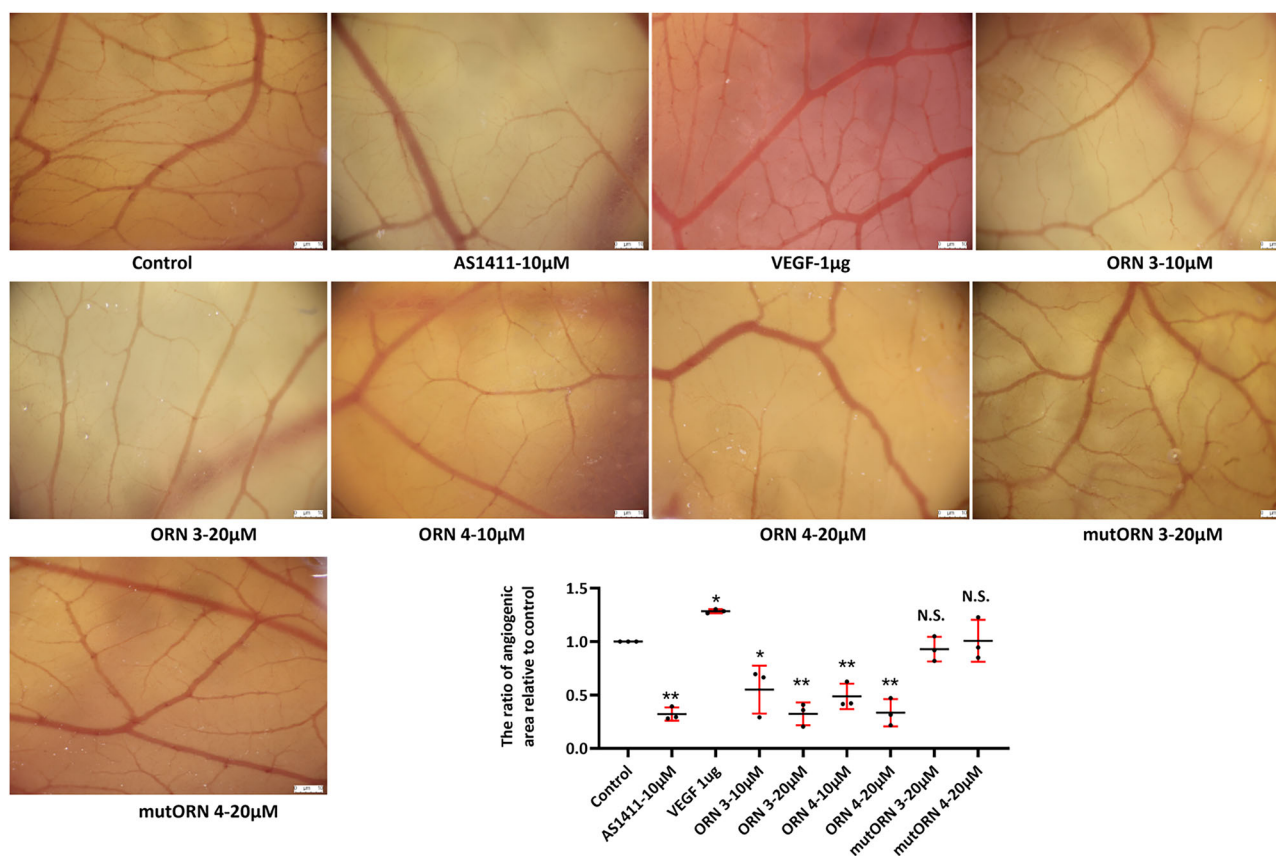 Control
AS1411-10μM
VEGF-1μg
ORN 3-10μM
ORN 3-20μM
ORN 4-10μM
ORN 4-20μM
mutORN 3-20μM
mutORN 4-20μM
The ratio of angiogenic
area relative to control
1.5
1.0
0.5
0.0
**
*
*
**
**
**
N.S.
N.S.
Control
AS1411-10μM
VEGF 1ug
ORN 3-10μM
ORN 3-20μM
ORN 4-10μM
ORN 4-20μM
mutORN 3-20μM
mutORN 4-20μM